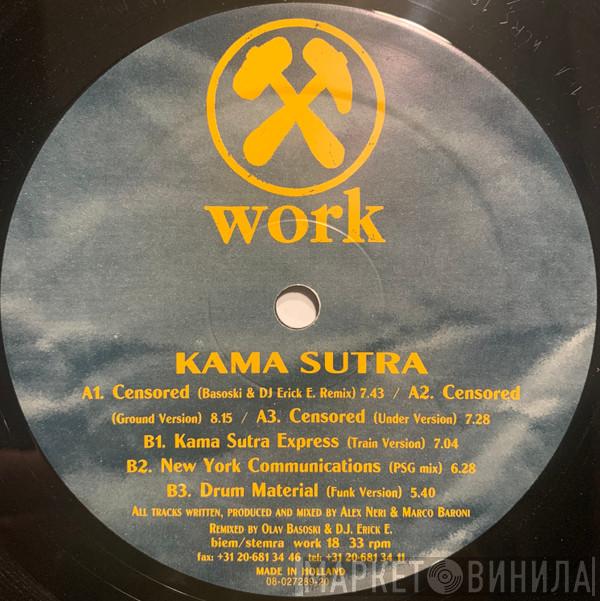 work
KAMA SUTRA
A1. Censored (Basoski & DJ Erick E. Remix) 7.43 / A2. Censored
(Ground Version) 8.15 / A3. Censored (Under Version) 7.28
B1. Kama Sutra Express (Train Version) 7.04
B2. New York Communications (PSG mix) 6.28
B3. Drum Material (Funk Version) 5.40
ALL TRACKS WRITTEN, PRODUCED AND MIXED BY ALEX NERI & MARCO BARONI
REMIXED BY OLAV BASOSKI & D.J. ERICK E.
biem/stemra work 18 33 rpm
fax: +31 20-681 34 46 tel: +31 20-681 34 11
MADE IN HOLLAND
08-027289-20
МАРКЕТ ВИНИЛА